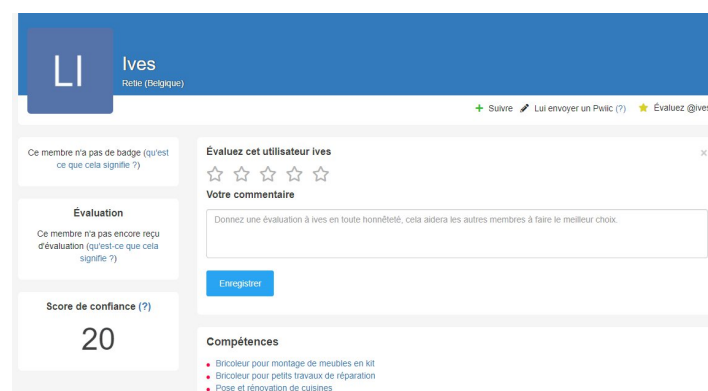 LI
Ives
Retie (Belgique)
Suivre Lui envoyer un Pwiic (?) Évaluez @ives
Ce membre n'a pas de badge (qu'est
ce que cela signifie ?)
Évaluation
Ce membre n'a pas encore reçu
d'évaluation (qu'est-ce que cela
signifie ?)
Score de confiance (?)
20
Évaluez cet utilisateur ives
Votre commentaire
Donnez une évaluation à ives en toute honnêteté, cela aidera les autres membres à faire le meilleur choix.
Enregistrer
Compétences
Bricoleur pour montage de meubles en kit
Bricoleur pour petits travaux de réparation
Pose et rénovation de cuisines